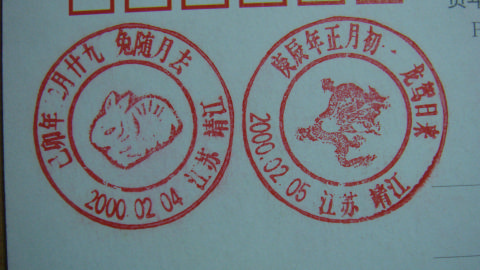 己卯年 二月廿九 兔随月去
2000 02 04 江苏 靖江
庚辰年正月初一 龙驾日来
2000.02 05 江苏 靖江